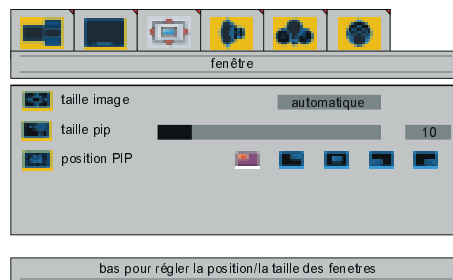 fenêtre
taille image
automatique
taille pip
10
position PIP
bas pour régler la position/la taille des fenetres